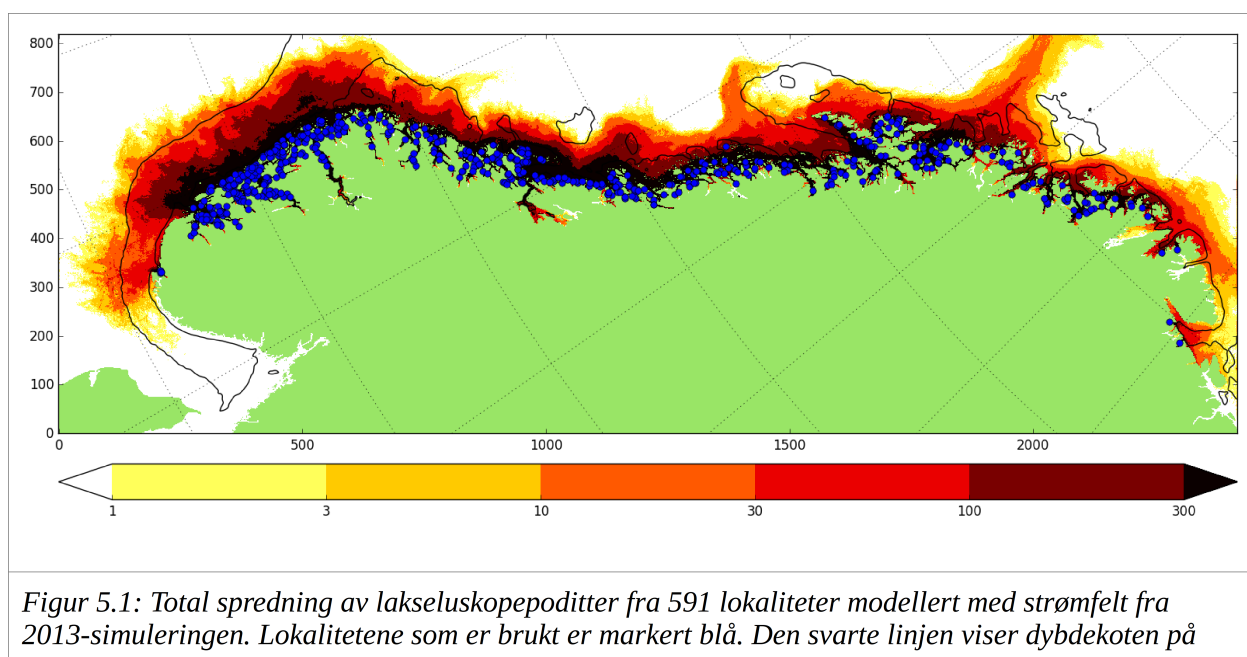 800
700
600
500
400
300
200
100
0
0 500 1000 1500 2000
1 3 10 30 100 300
Figur 5.1: Total spredning av lakseluskopepoditter fra 591 lokaliteter modellert med strømfelt fra
2013-simuleringen. Lokalitetene som er brukt er markert blå. Den svarte linjen viser dybdekoten på